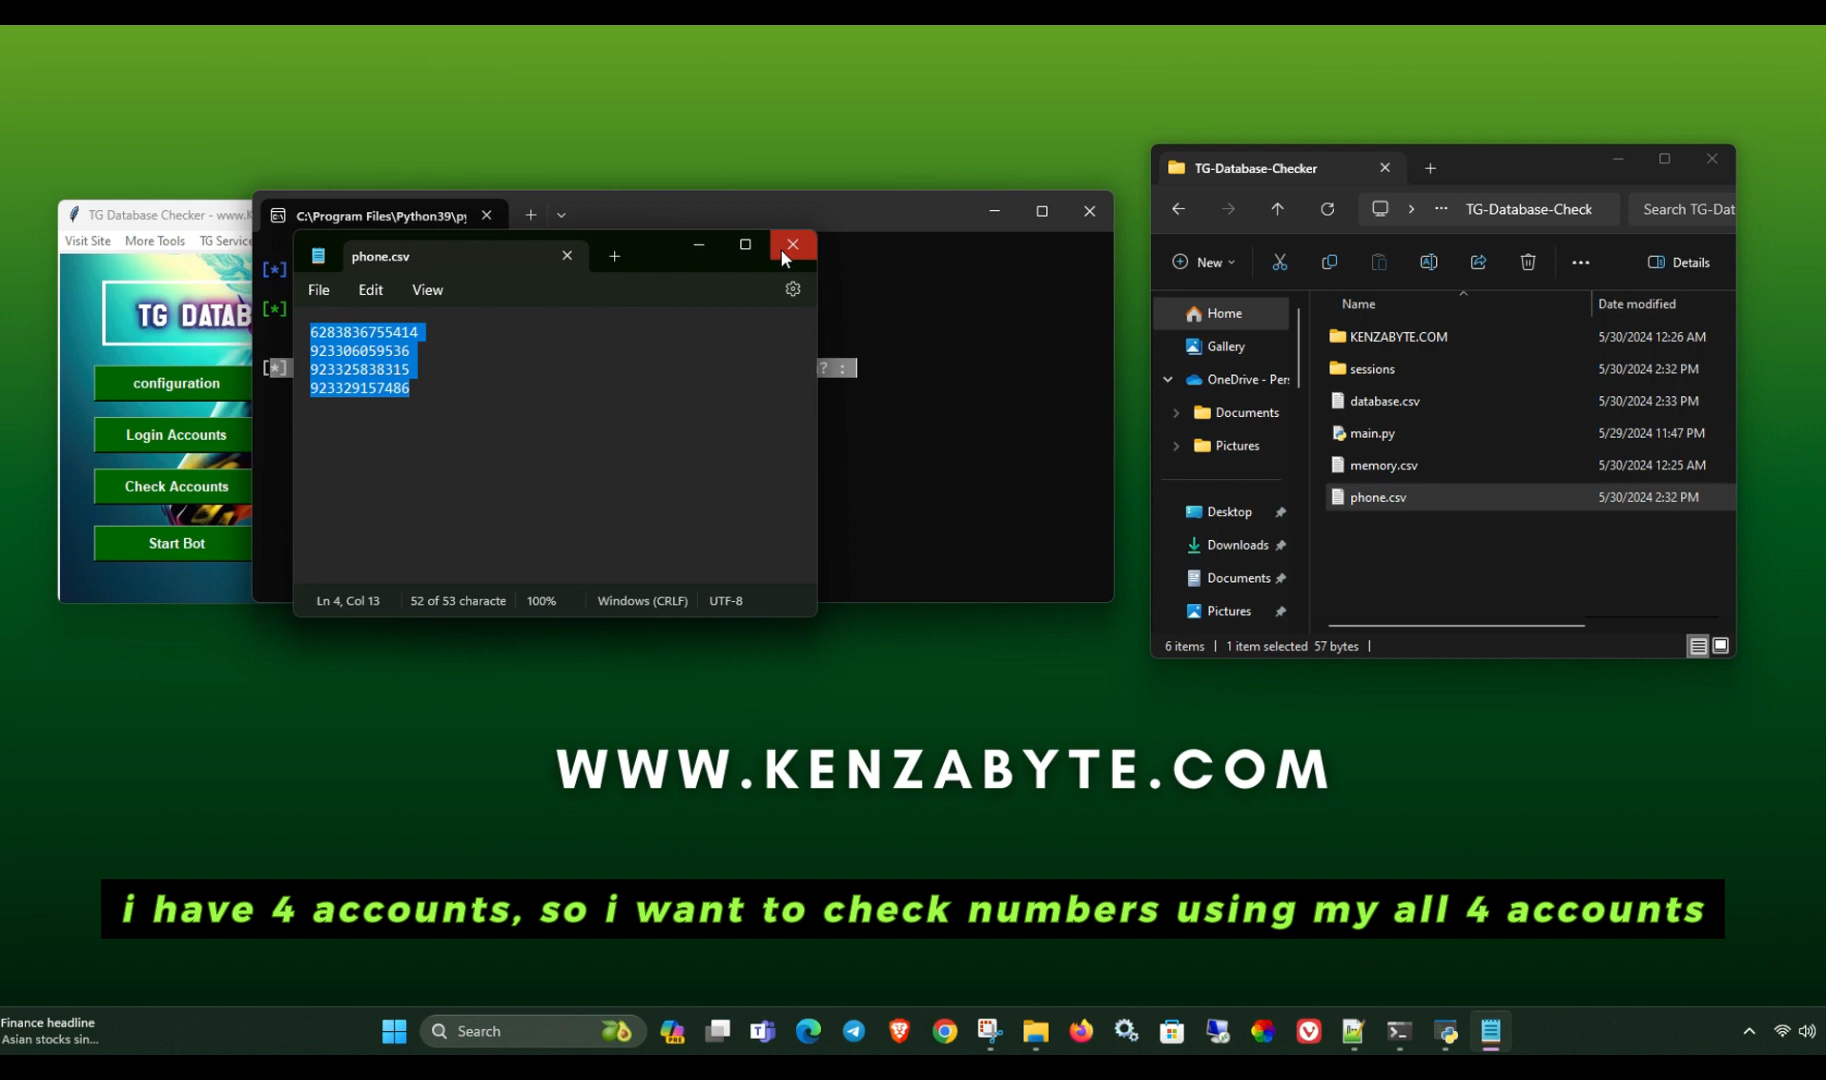 TG Database Checker - www.K
Visit Site More Tools TG Service
TG DATAB
configuration
Login Accounts
Check Accounts
Start Bot
C:\Program Files\Python39\py
[*]
[*]
[*] ? :
phone.csv
File Edit View
6283836755414
923306059536
923325838315
923329157486
Ln 4, Col 13 52 of 53 characte 100% Windows (CRLF) UTF-8
TG-Database-Checker
TG-Database-Check Search TG-Dat
New Details
Home
Gallery
OneDrive - Pers
Documents
Pictures
Desktop
Downloads
Documents
Pictures
Name Date modified
KENZABYTE.COM 5/30/2024 12:26 AM
sessions 5/30/2024 2:32 PM
database.csv 5/30/2024 2:33 PM
main.py 5/29/2024 11:47 PM
memory.csv 5/30/2024 12:25 AM
phone.csv 5/30/2024 2:32 PM
6 items 1 item selected 57 bytes
WWW.KENZABYTE.COM
i have 4 accounts, so i want to check numbers using my all 4 accounts
Finance headline
Asian stocks sin...
Search
PRE